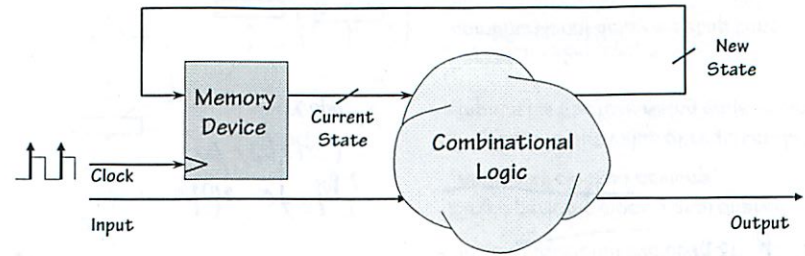 New
State
Memory
Device
Current
State
Combinational
Logic
Clock
Input
Output